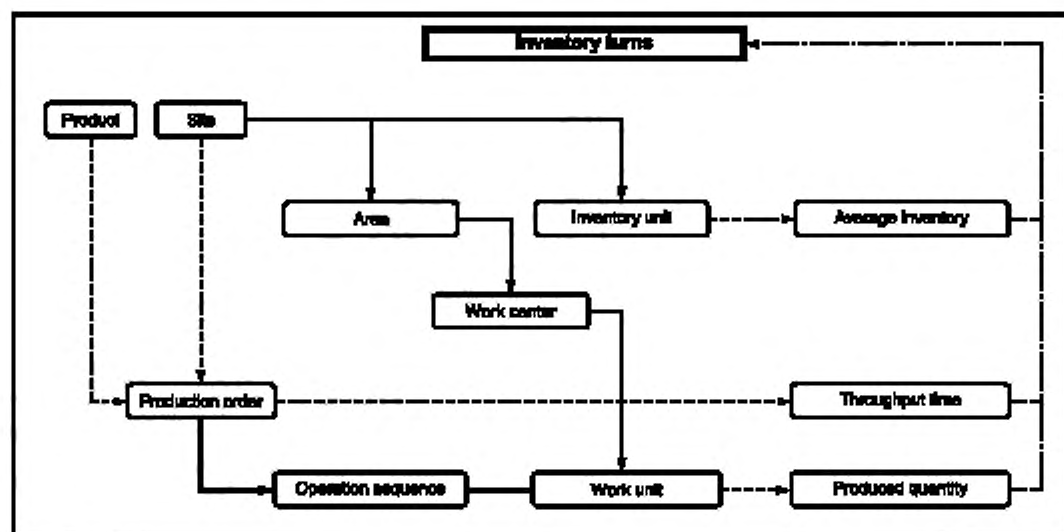 Inventory turns
Product
Site
Area
Inventory unit
Average inventory
Work center
Production order
Throughput time
Operation sequence
Work unit
Produced quantity